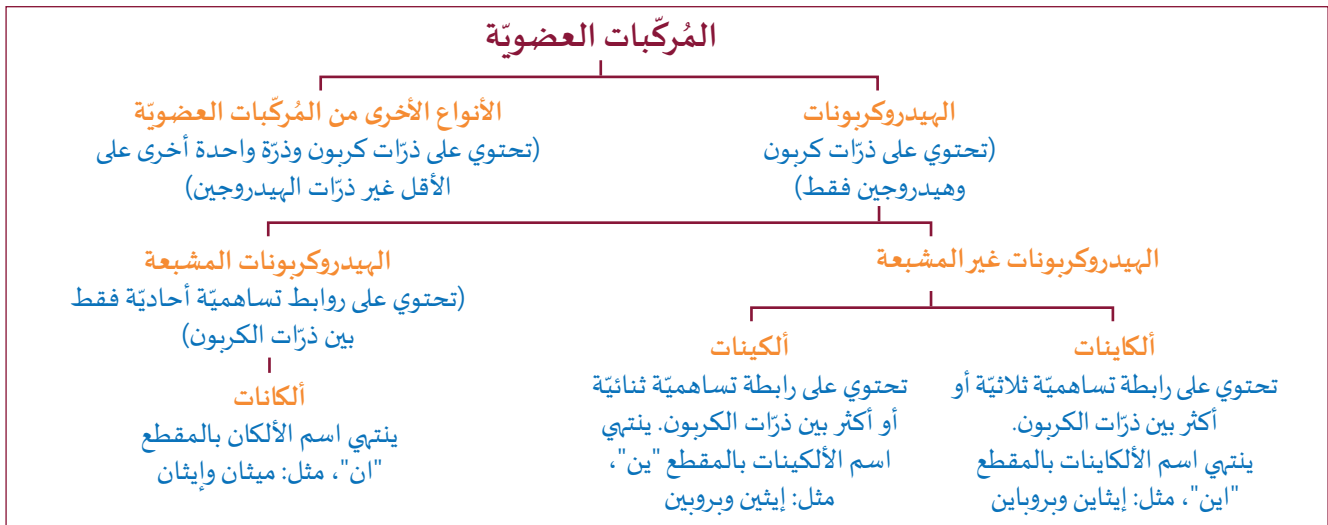 المُركّبات العضويّة
الهيدروكربونات
(تحتوي على ذرّات كربون
وهيدروجين فقط)
الأنواع الأخرى من المُركّبات العضويّة
(تحتوي على ذرّات كربون وذرّة واحدة أخرى على
الأقل غير ذرّات الهيدروجين)
الهيدروكربونات غير المشبعة
الهيدروكربونات المشبعة
(تحتوي على روابط تساهميّة أحاديّة فقط
بين ذرّات الكربون)
ألكاينات
تحتوي على رابطة تساهميّة ثلاثيّة أو
أكثر بين ذرّات الكربون.
ينتهي اسم الألكاينات بالمقطع
"اين"، مثل: إيثاين وبروباين
ألكينات
تحتوي على رابطة تساهميّة ثنائيّة
أو أكثر بين ذرّات الكربون. ينتهي
اسم الألكينات بالمقطع "ين"،
مثل: إيثين وبروبين
ألكانات
ينتهي اسم الألكان بالمقطع
"ان"، مثل: ميثان وإيثان